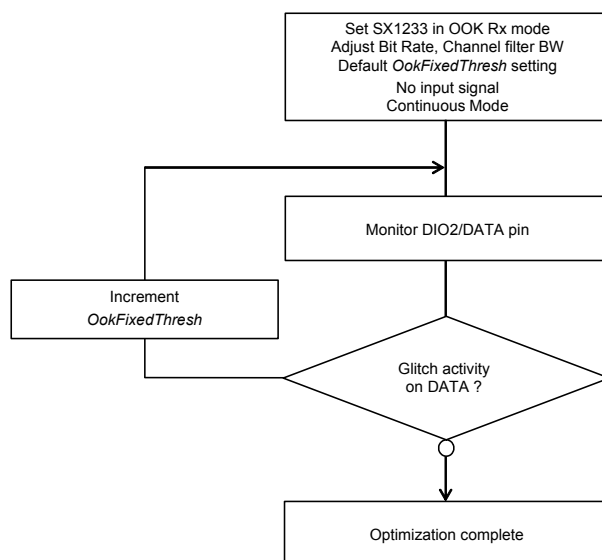 Set SX1233 in OOK Rx mode
Adjust Bit Rate, Channel filter BW
Default OokFixedThresh setting
No input signal
Continuous Mode
Monitor DIO2/DATA pin
Increment
OokFixedThresh
Glitch activity
on DATA ?
Optimization complete